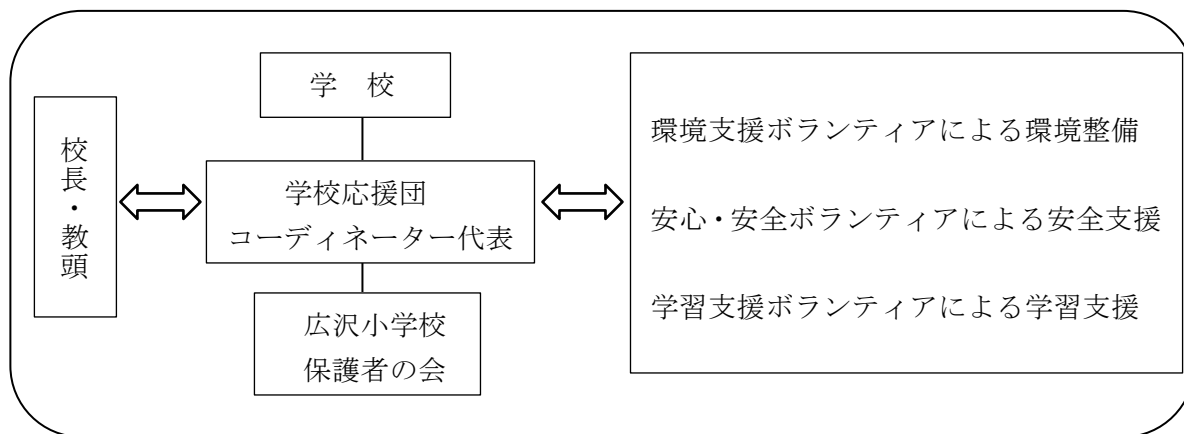 学 校
校長・教頭
学校応援団
コーディネーター代表
広沢小学校
保護者の会
環境支援ボランティアによる環境整備
安心・安全ボランティアによる安全支援
学習支援ボランティアによる学習支援